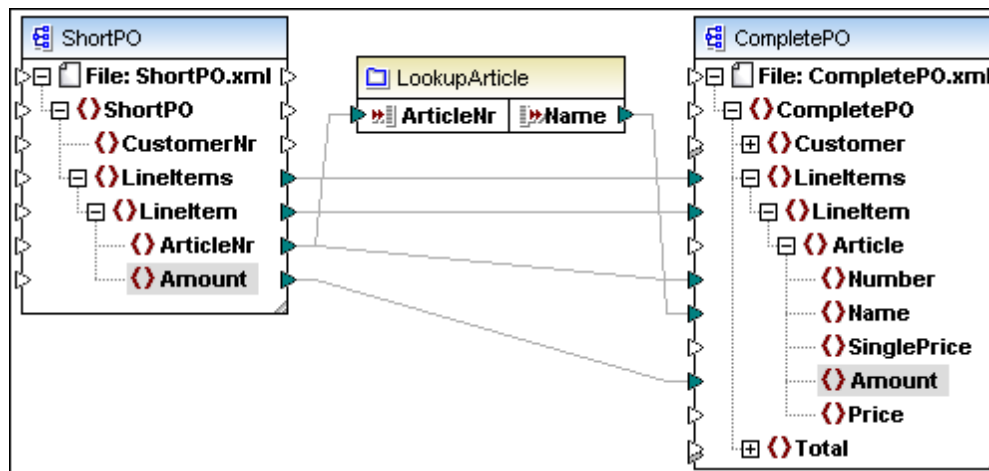 ShortPO
File: ShortPO.xml
ShortPO
CustomerNr
LineItems
LineItem
ArticleNr
Amount
LookupArticle
ArticleNr
Name
CompletePO
File: CompletePO.xml
CompletePO
Customer
LineItems
LineItem
Article
Number
Name
SinglePrice
Amount
Price
Total